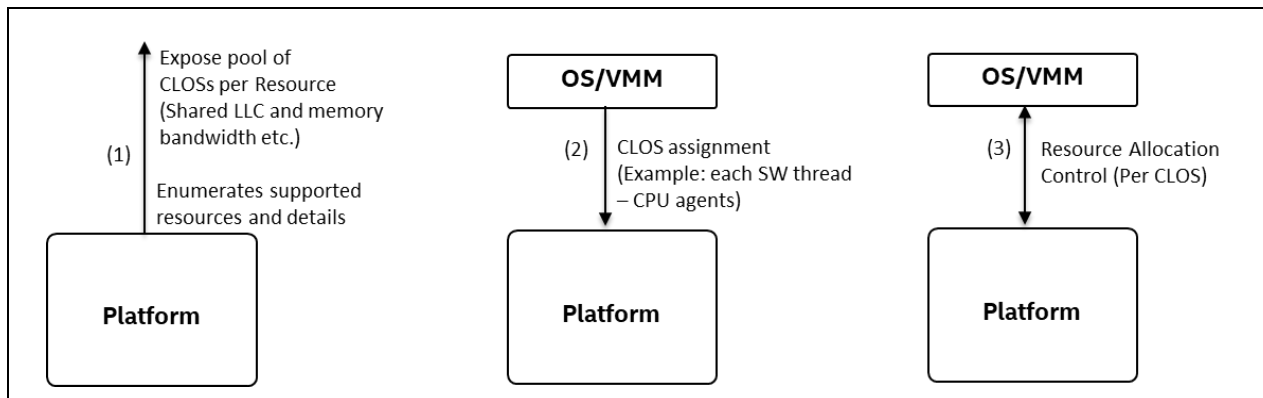 Expose pool of
CLOSs per Resource
(Shared LLC and memory
bandwidth etc.)
(1)
Enumerates supported
resources and details
Platform
OS/VMM
(2)
CLOS assignment
(Example: each SW thread
– CPU agents)
Platform
OS/VMM
(3)
Resource Allocation
Control (Per CLOS)
Platform